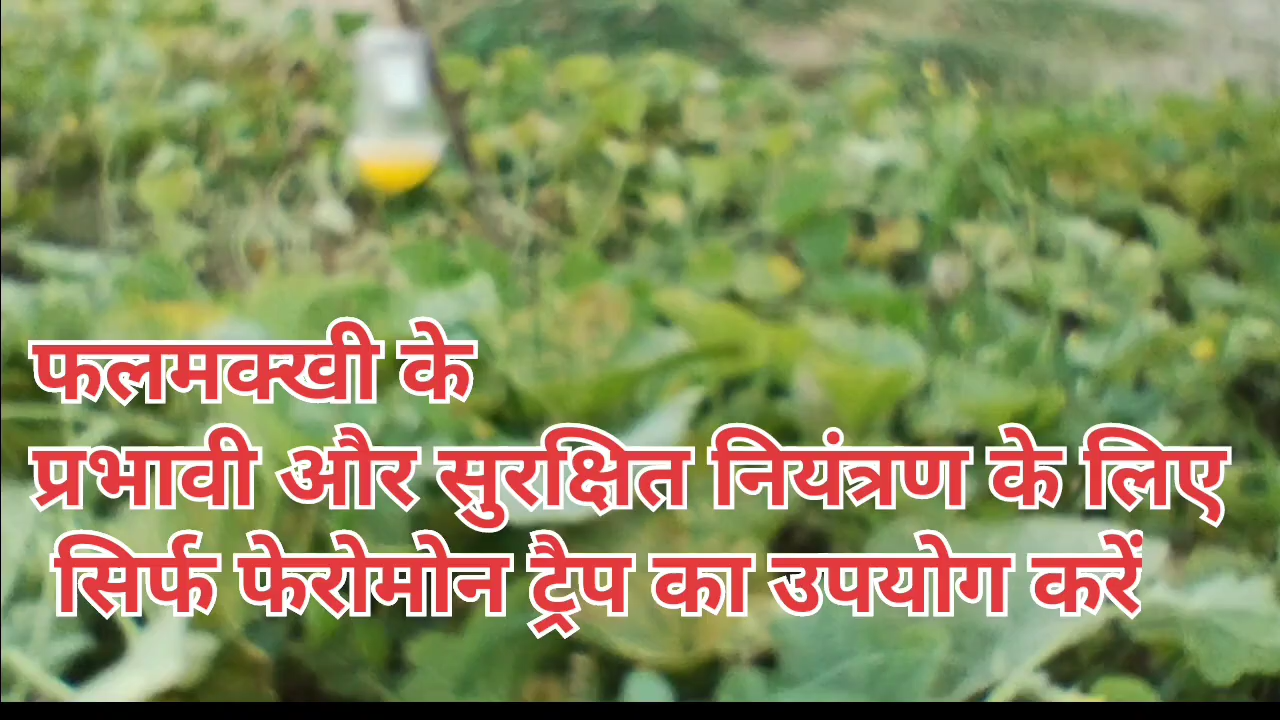 फलमक्खी के
प्रभावी और सुरक्षित नियंत्रण के लिए
सिर्फ फेरोमोन ट्रैप का उपयोग करें